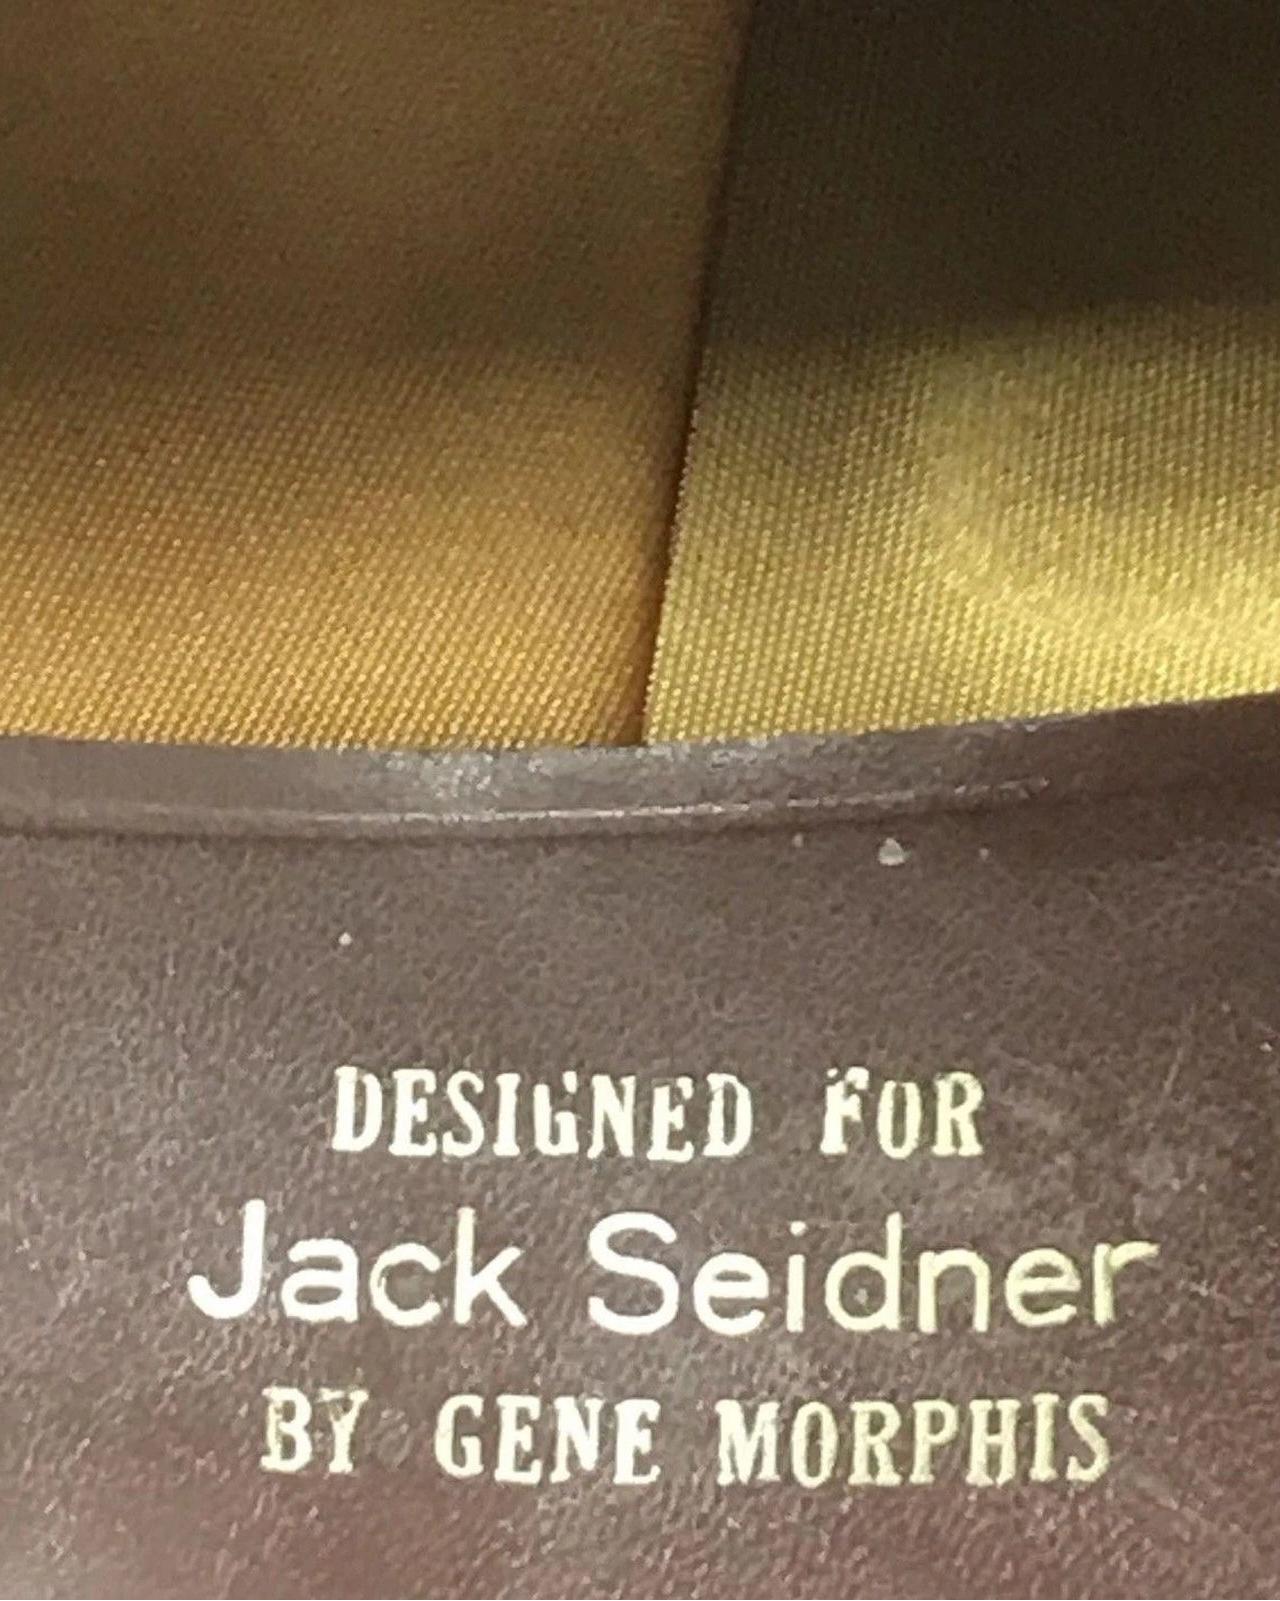 DESIGNED FOR
Jack Seidner
BY GENE MORPHIS